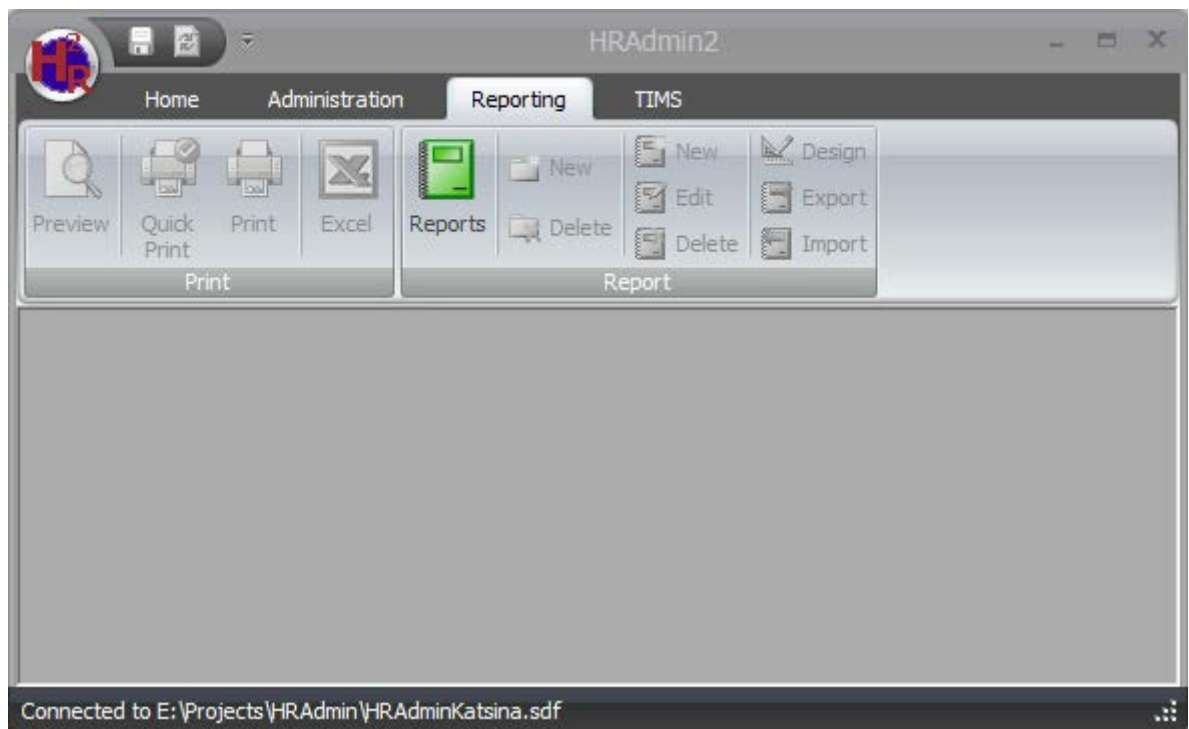 HRAdmin2
H2R
Home Administration Reporting TIMS
Preview Quick Print Print Excel Reports New Delete New Edit Delete Design Export Import
Print Report
Connected to E:\Projects\HRAdmin\HRAdminKatsina.sdf